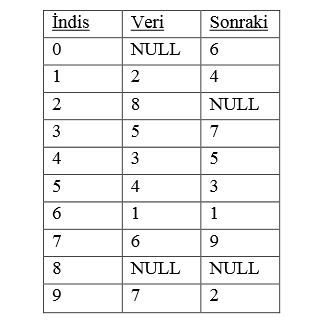 İndis Veri Sonraki
0 NULL 6
1 2 4
2 8 NULL
3 5 7
4 3 5
5 4 3
6 1 1
7 6 9
8 NULL NULL
9 7 2